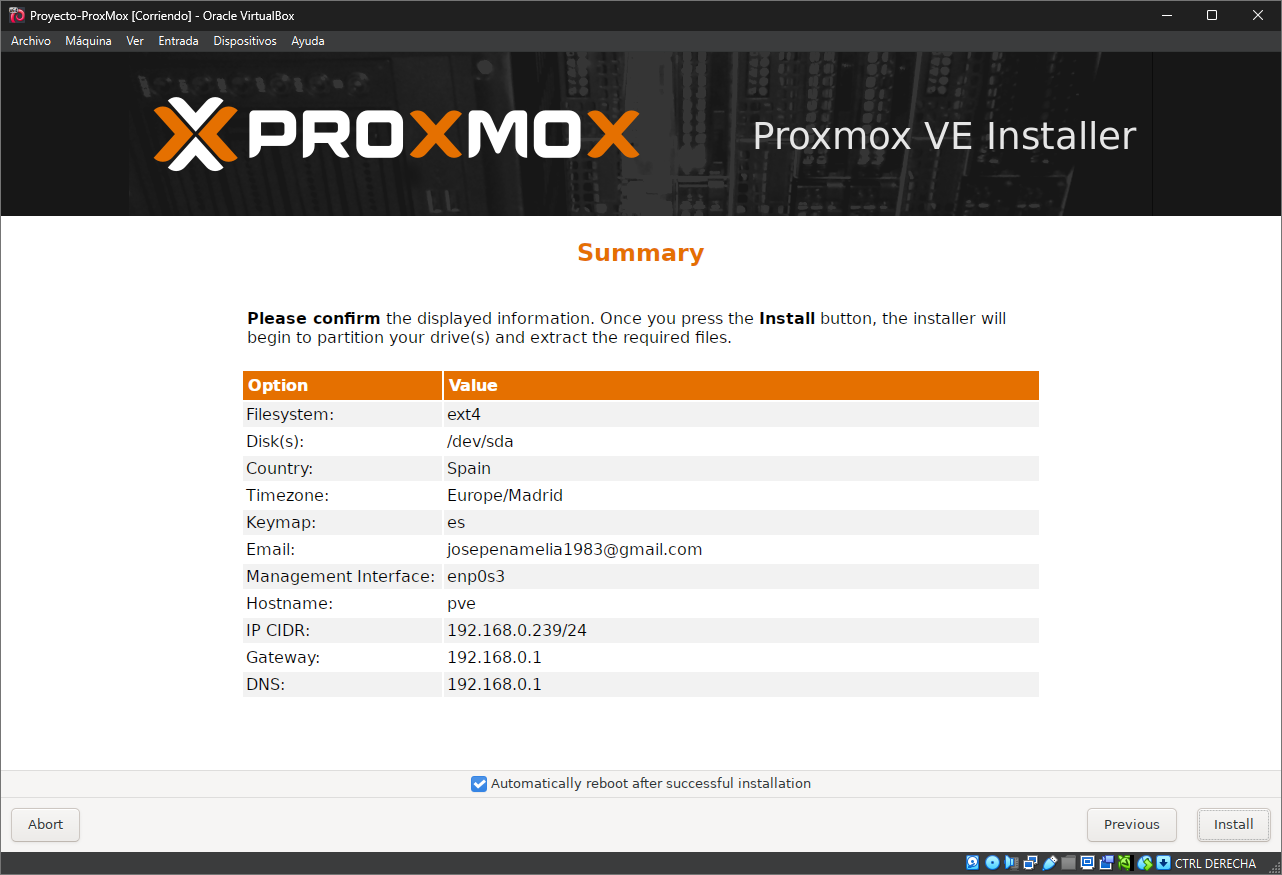 Proyecto-ProxMox [Corriendo] - Oracle VirtualBox
Archivo Máquina Ver Entrada Dispositivos Ayuda
PROXMOX Proxmox VE Installer
Summary
Please confirm the displayed information. Once you press the Install button, the installer will
begin to partition your drive(s) and extract the required files.
Option Value
Filesystem: ext4
Disk(s): /dev/sda
Country: Spain
Timezone: Europe/Madrid
Keymap: es
Email: josepenamelia1983@gmail.com
Management Interface: enp0s3
Hostname: pve
IP CIDR: 192.168.0.239/24
Gateway: 192.168.0.1
DNS: 192.168.0.1
Automatically reboot after successful installation
Abort Previous Install
CTRL DERECHA